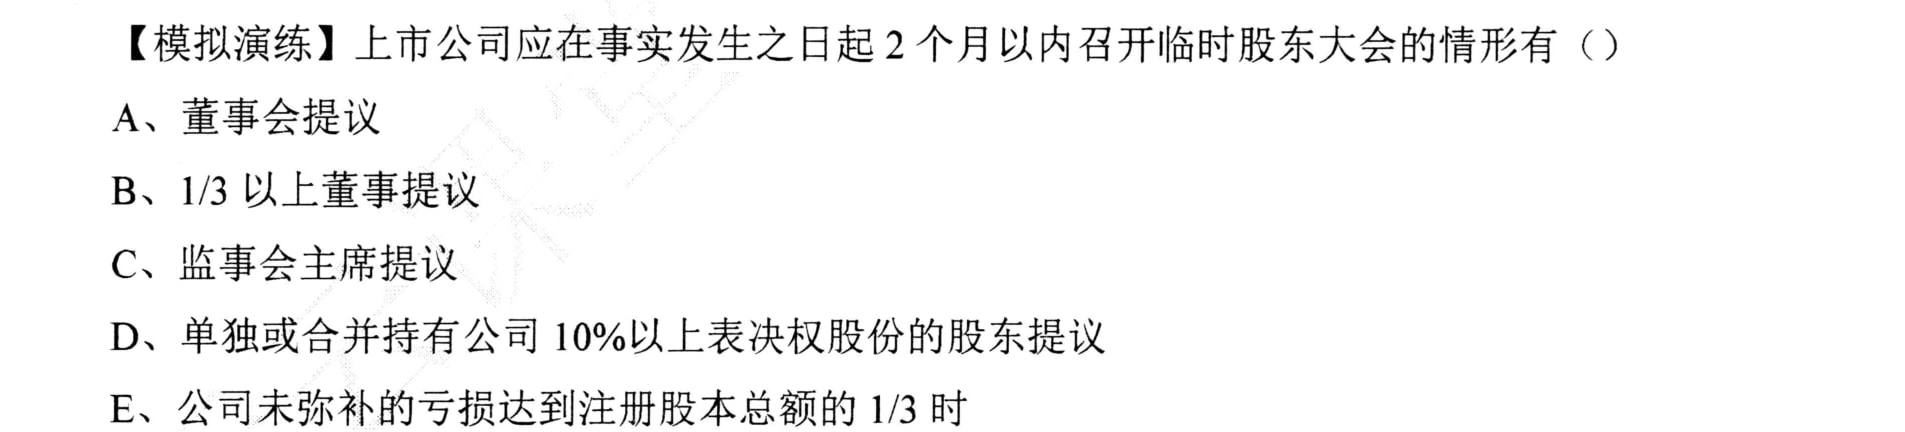 【模拟演练】上市公司应在事实发生之日起 2 个月以内召开临时股东大会的情形有（）
A、董事会提议
B、1/3 以上董事提议
C、监事会主席提议
D、单独或合并持有公司 10%以上表决权股份的股东提议
E、公司未弥补的亏损达到注册股本总额的 1/3 时